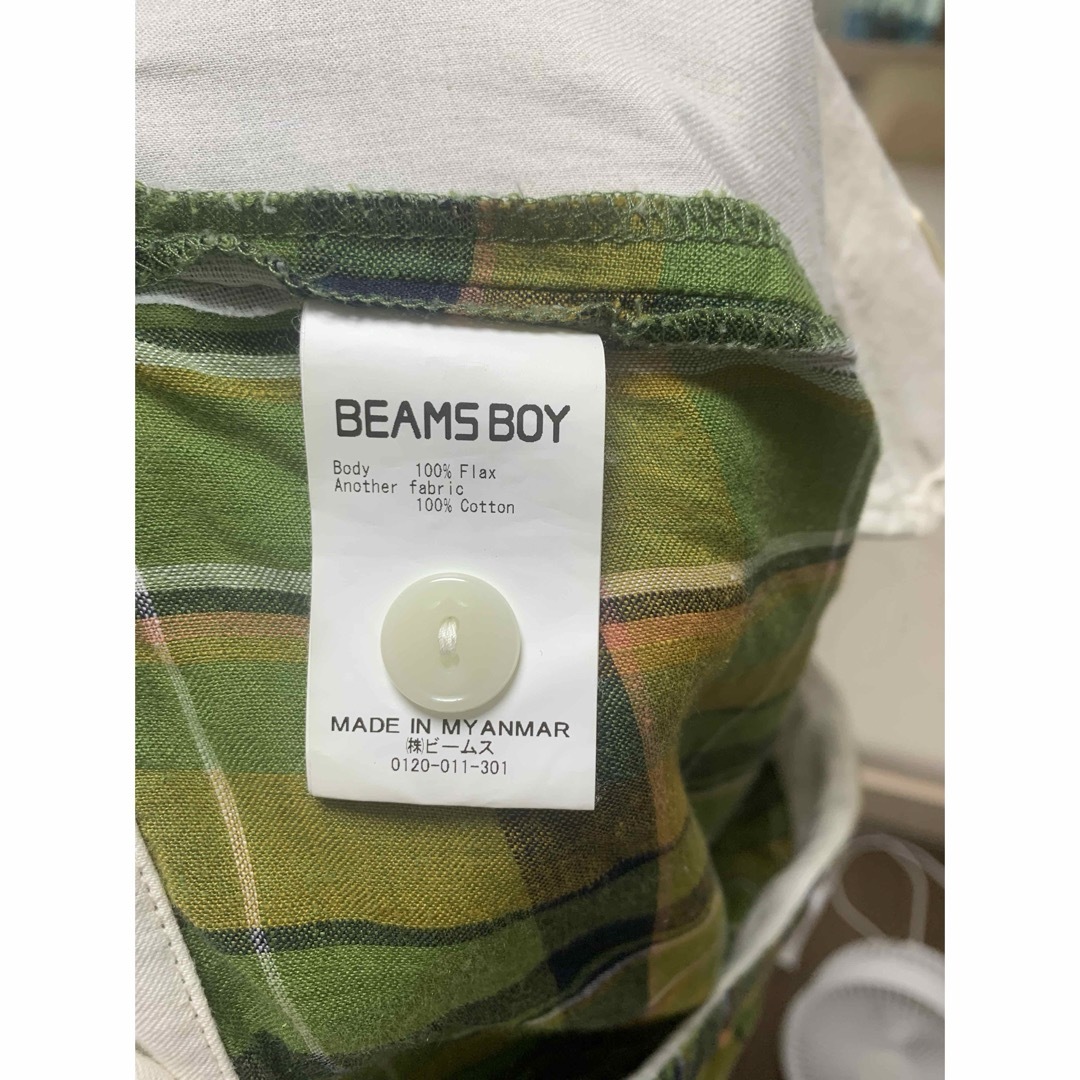 BEAMS BOY
Body 100% Flax
Another fabric
100% Cotton
MADE IN MYANMAR
㈱ビームス
0120-011-301